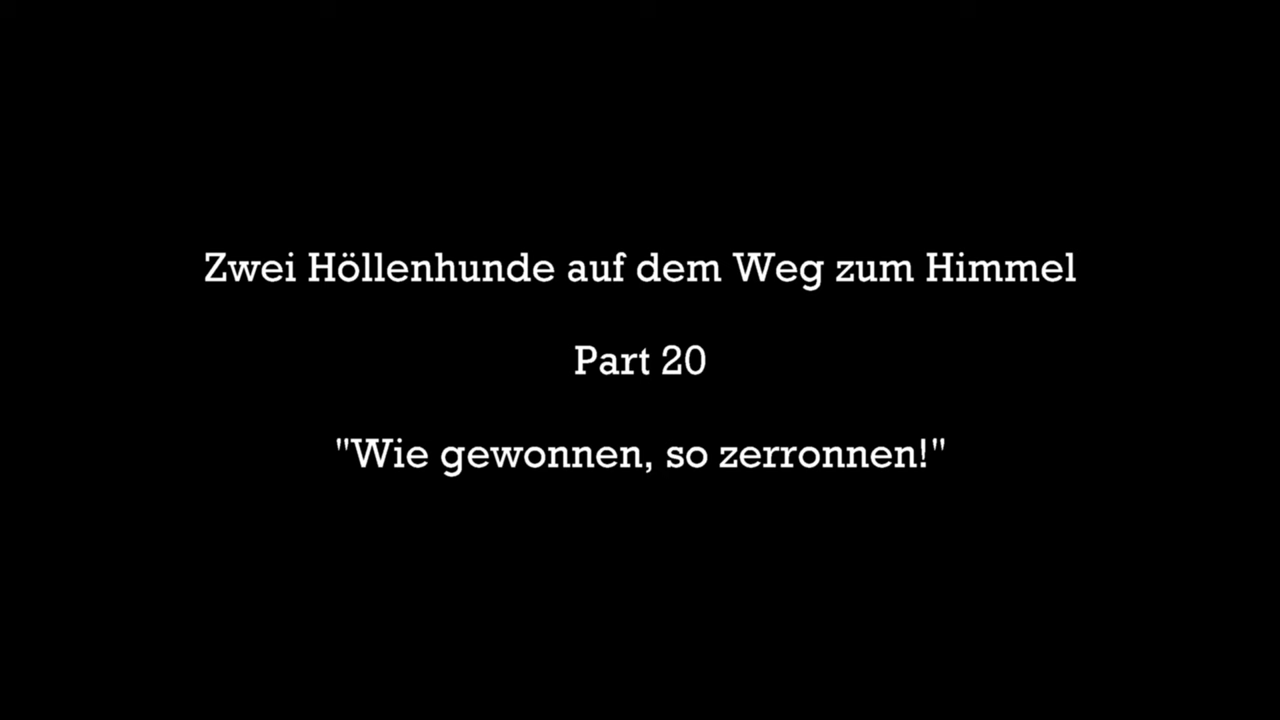 Zwei Höllenhunde auf dem Weg zum Himmel
Part 20
"Wie gewonnen, so zerronnen!"